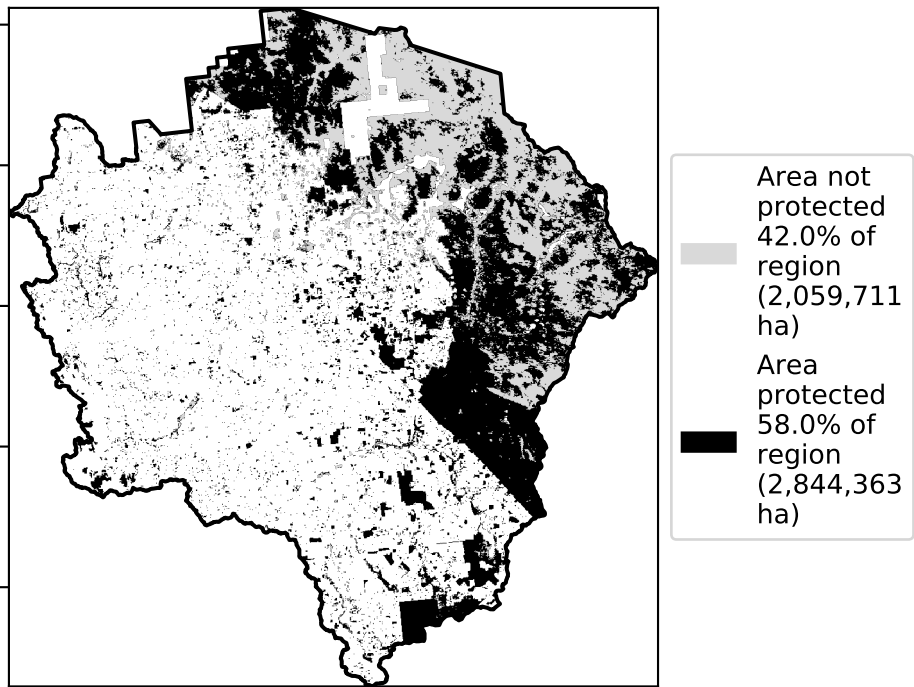 Area not
protected
42.0% of
region
(2,059,711
ha)
Area
protected
58.0% of
region
(2,844,363
ha)